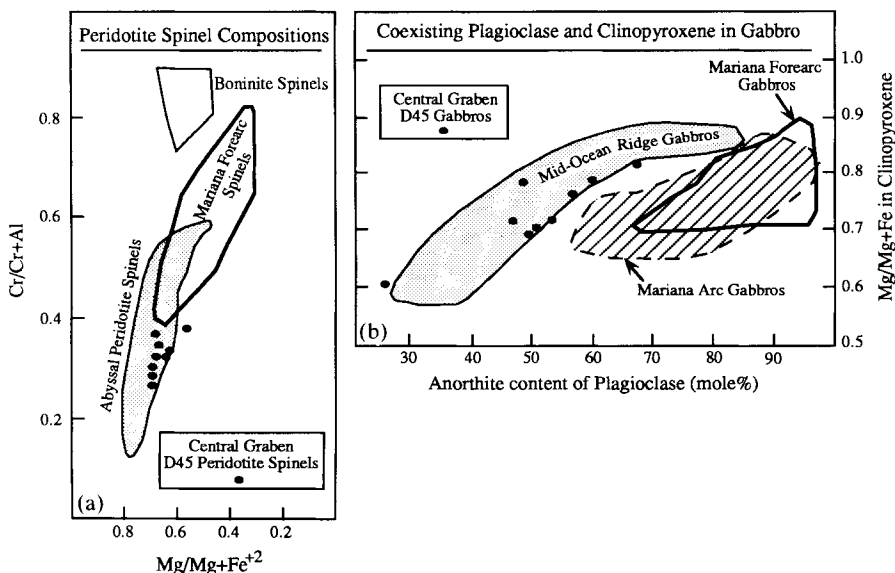 Peridotite Spinel Compositions
Boninite Spinels
Mariana Forearc
Spinels
Abyssal Peridotite Spinels
Cr/Cr+Al
0.8
0.6
0.4
0.2
0
(a)
Central Graben
D45 Peridotite Spinels
0.8
0.6
0.4
0.2
Mg/Mg+Fe+2
Coexisting Plagioclase and Clinopyroxene in Gabbro
Central Graben
D45 Gabbros
Mid-Ocean Ridge Gabbros
Mariana Forearc
Gabbros
Mariana Arc Gabbros
(b)
1.0
0.9
0.8
0.7
0.6
0.5
Mg/Mg+Fe in Clinopyroxene
30
40
50
60
70
80
90
Anorthite content of Plagioclase (mole%)